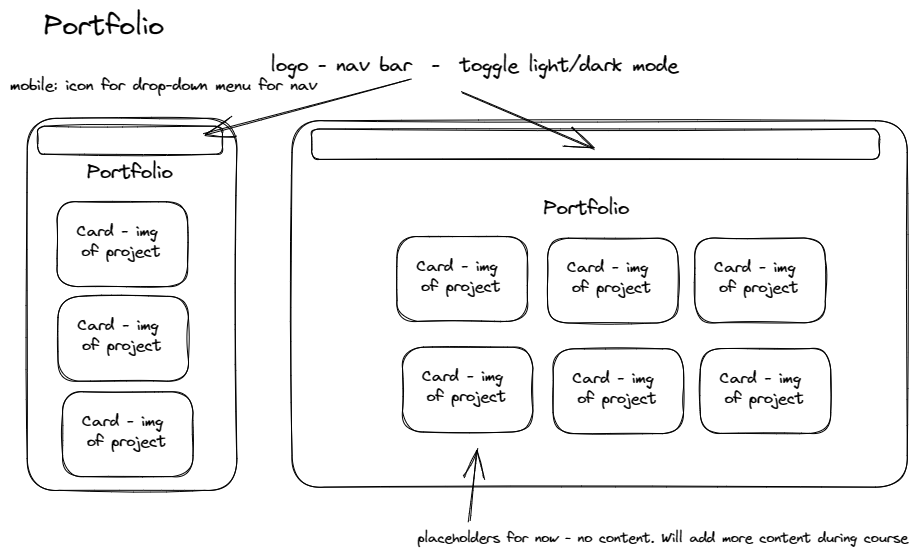 Portfolio
logo - nav bar - toggle light/dark mode
mobile: icon for drop-down menu for nav
Portfolio
Card - img
of project
Card - img
of project
Card - img
of project
Portfolio
Card - img
of project
Card - img
of project
Card - img
of project
Card - img
of project
Card - img
of project
Card - img
of project
placeholders for now - no content. Will add more content during course